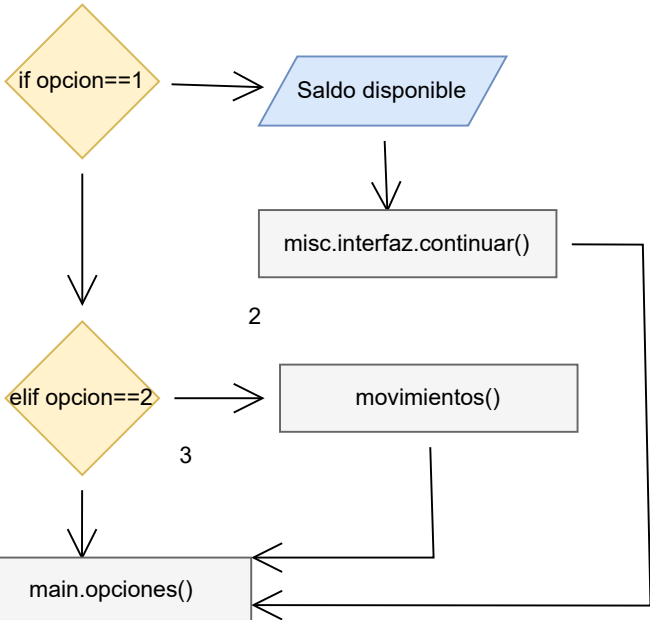 if opcion==1
Saldo disponible
misc.interfaz.continuar()
2
elif opcion==2
movimientos()
3
main.opciones()